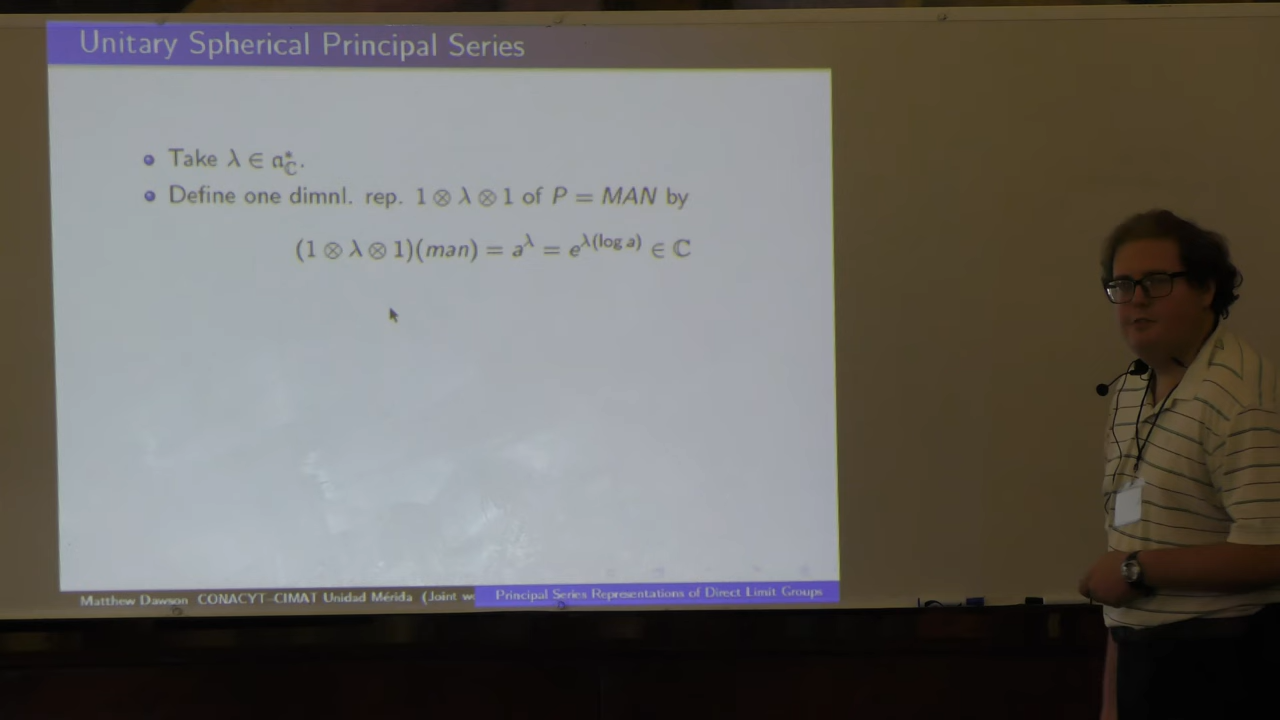 Unitary Spherical Principal Series
Take λ ∈ 𝔞*_ℂ.
Define one dimnl. rep. 1 ⊗ λ ⊗ 1 of P = MAN by
(1 ⊗ λ ⊗ 1)(man) = a^λ = e^{λ(log a)} ∈ ℂ
Matthew Dawson CONACYT–CIMAT Unidad Mérida (Joint wo
Principal Series Representations of Direct Limit Groups